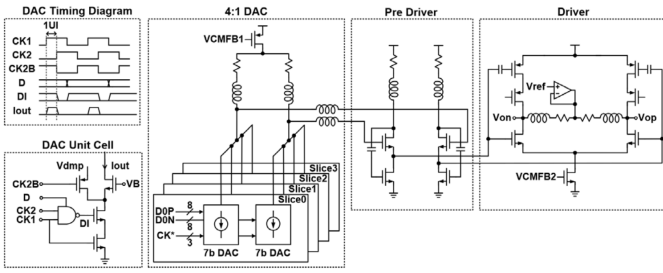 DAC Timing Diagram
1UI
CK1
CK2
CK2B
D
DI
Iout
DAC Unit Cell
Vdmp
Iout
CK2B
VB
D
CK2
CK1
DI
4:1 DAC
VCMFB1
Slice3
Slice2
Slice1
Slice0
D0P
8
D0N
8
CK*
3
7b DAC
7b DAC
Pre Driver
Driver
Vref
Von
Vop
VCMFB2